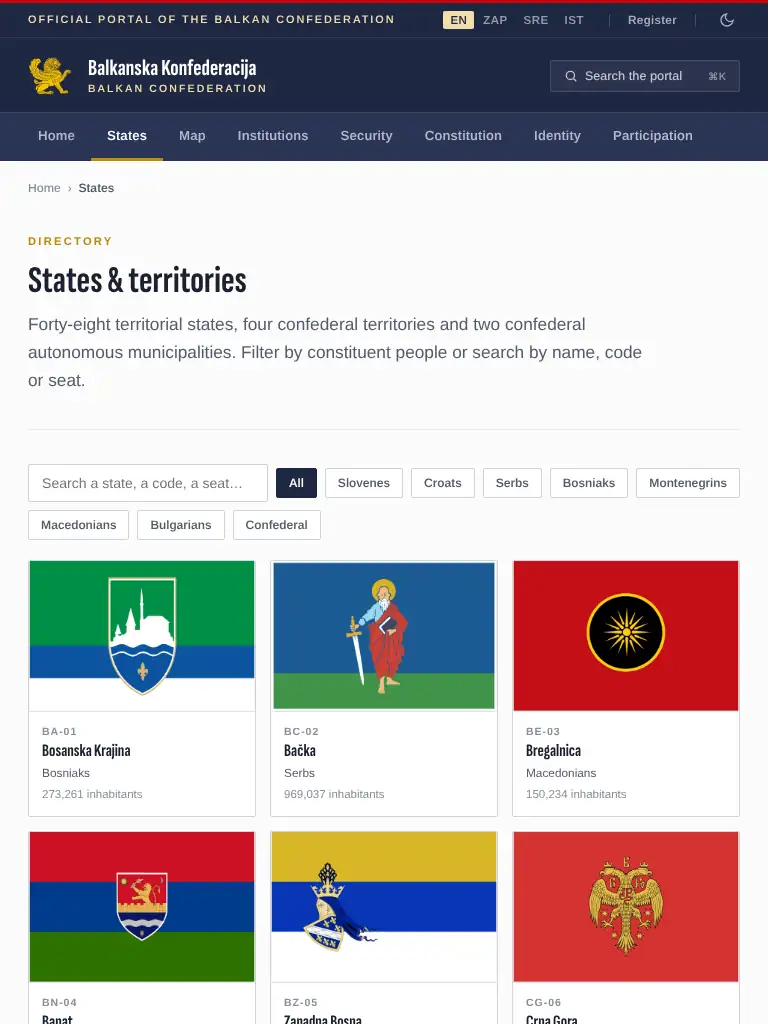 OFFICIAL PORTAL OF THE BALKAN CONFEDERATION
EN ZAP SRE IST Register
Balkanska Konfederacija
BALKAN CONFEDERATION
Search the portal ⌘K
Home States Map Institutions Security Constitution Identity Participation
Home › States
DIRECTORY
States & territories
Forty-eight territorial states, four confederal territories and two confederal
autonomous municipalities. Filter by constituent people or search by name, code
or seat.
Search a state, a code, a seat…
All Slovenes Croats Serbs Bosniaks Montenegrins
Macedonians Bulgarians Confederal
BA-01
Bosanska Krajina
Bosniaks
273,261 inhabitants
BC-02
Bačka
Serbs
969,037 inhabitants
BE-03
Bregalnica
Macedonians
150,234 inhabitants
BN-04
Banat
BZ-05
Zapadna Bosna
CG-06
Crna Gora